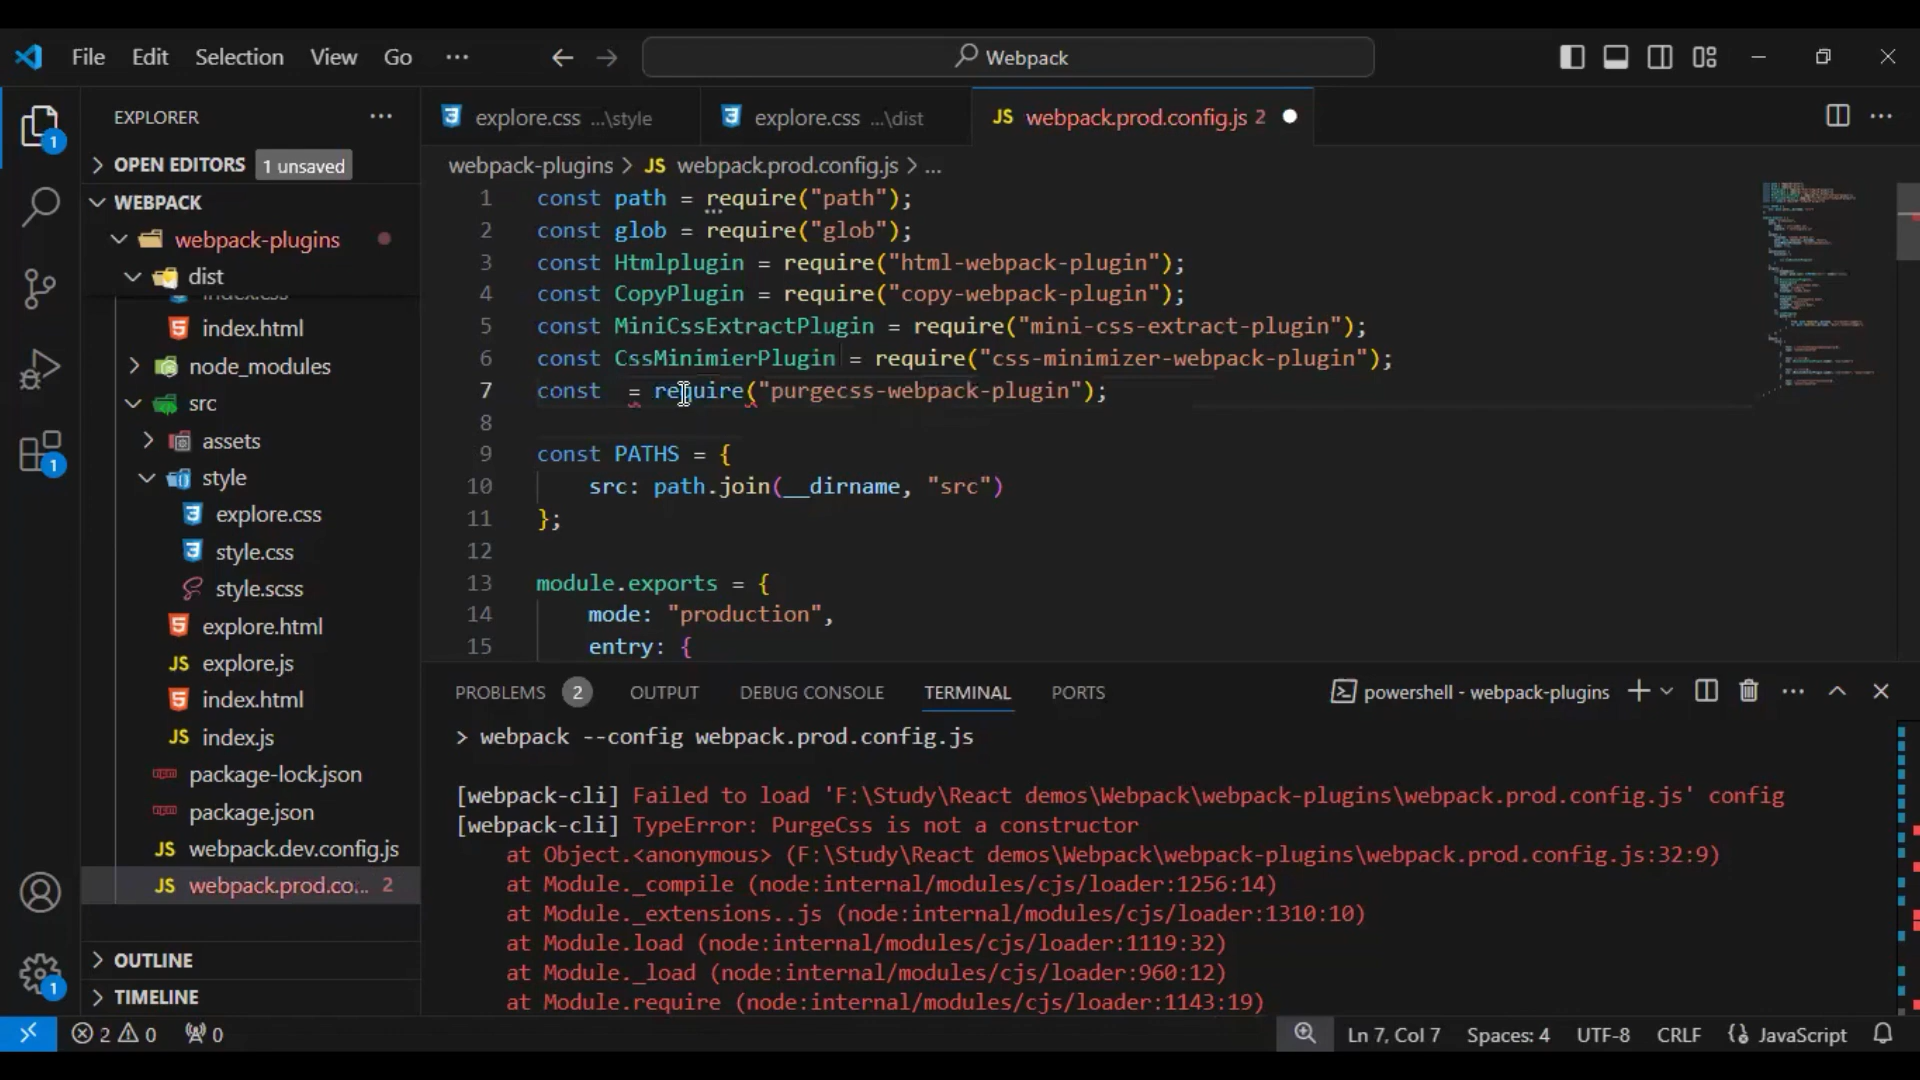 File Edit Selection View Go ··· Webpack
EXPLORER ···
explore.css ...\style
explore.css ...\dist
JS webpack.prod.config.js 2
OPEN EDITORS 1 unsaved
webpack-plugins > JS webpack.prod.config.js > ...
WEBPACK
webpack-plugins
dist
index.css
index.html
node_modules
src
assets
style
explore.css
style.css
style.scss
explore.html
JS explore.js
index.html
JS index.js
package-lock.json
package.json
JS webpack.dev.config.js
JS webpack.prod.co... 2
OUTLINE
TIMELINE
1 const path = require("path");
2 const glob = require("glob");
3 const Htmlplugin = require("html-webpack-plugin");
4 const CopyPlugin = require("copy-webpack-plugin");
5 const MiniCssExtractPlugin = require("mini-css-extract-plugin");
6 const CssMinimierPlugin = require("css-minimizer-webpack-plugin");
7 const = require("purgecss-webpack-plugin");
8
9 const PATHS = {
10 src: path.join(__dirname, "src")
11 };
12
13 module.exports = {
14 mode: "production",
15 entry: {
PROBLEMS 2 OUTPUT DEBUG CONSOLE TERMINAL PORTS powershell - webpack-plugins
> webpack --config webpack.prod.config.js
[webpack-cli] Failed to load 'F:\Study\React demos\Webpack\webpack-plugins\webpack.prod.config.js' config
[webpack-cli] TypeError: PurgeCss is not a constructor
at Object.<anonymous> (F:\Study\React demos\Webpack\webpack-plugins\webpack.prod.config.js:32:9)
at Module._compile (node:internal/modules/cjs/loader:1256:14)
at Module._extensions..js (node:internal/modules/cjs/loader:1310:10)
at Module.load (node:internal/modules/cjs/loader:1119:32)
at Module._load (node:internal/modules/cjs/loader:960:12)
at Module.require (node:internal/modules/cjs/loader:1143:19)
1
1
1
2 0 0 Ln 7, Col 7 Spaces: 4 UTF-8 CRLF JavaScript